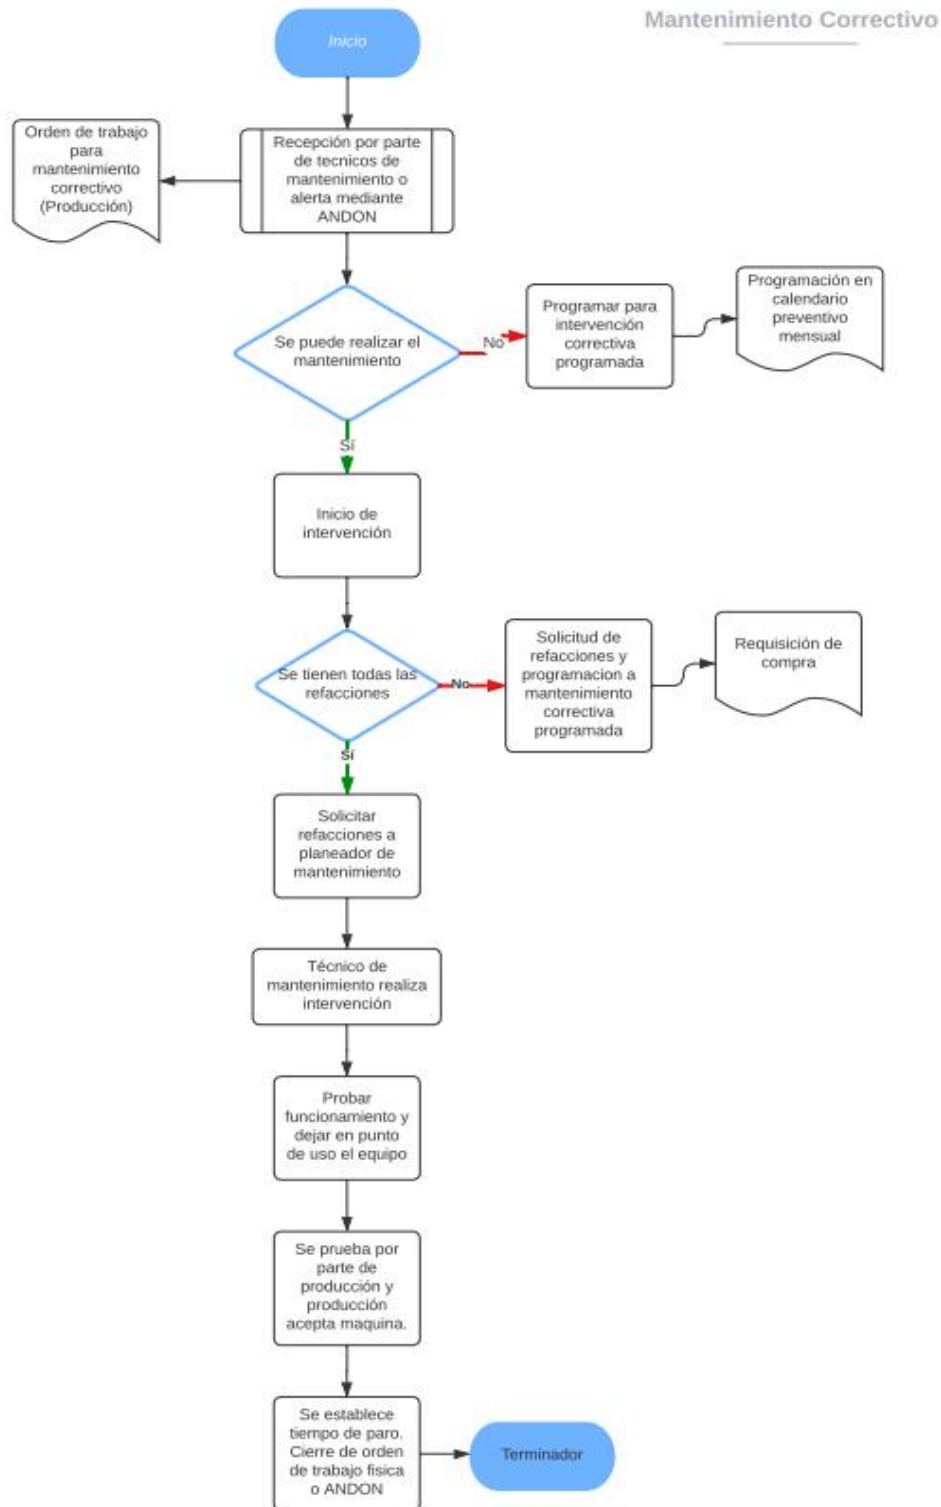 Mantenimiento Correctivo
Inicio
Orden de trabajo
para
mantenimiento
correctivo
(Producción)
Recepción por parte
de tecnicos de
mantenimiento o
alerta mediante
ANDON
Se puede realizar el
mantenimiento
No
Programar para
intervención
correctiva
programada
Programación en
calendario
preventivo
mensual
Sí
Inicio de
intervención
Se tienen todas las
refacciones
No
Solicitud de
refacciones y
programacion a
mantenimiento
correctiva
programada
Requisición de
compra
Sí
Solicitar
refacciones a
planeador de
mantenimiento
Técnico de
mantenimiento realiza
intervención
Probar
funcionamiento y
dejar en punto
de uso el equipo
Se prueba por
parte de
producción y
producción
acepta maquina.
Se establece
tiempo de paro.
Cierre de orden
de trabajo fisica
o ANDON
Terminador